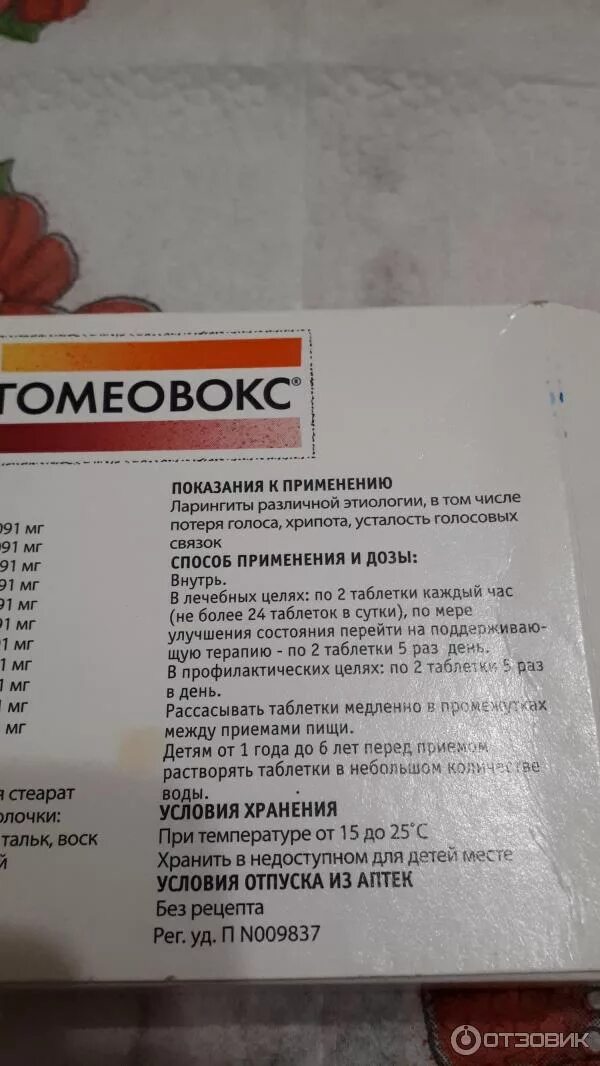 ГОМЕОВОКС®
091 мг
091 мг
91 мг
91 мг
91 мг
91 мг
91 мг
1 мг
1 мг
1 мг
мг
я стеарат
олочки:
тальк, воск
й
ПОКАЗАНИЯ К ПРИМЕНЕНИЮ
Ларингиты различной этиологии, в том числе
потеря голоса, хрипота, усталость голосовых
связок
СПОСОБ ПРИМЕНЕНИЯ И ДОЗЫ:
Внутрь.
В лечебных целях: по 2 таблетки каждый час
(не более 24 таблеток в сутки), по мере
улучшения состояния перейти на поддерживаю-
щую терапию - по 2 таблетки 5 раз день.
В профилактических целях: по 2 таблетки 5 раз
в день.
Рассасывать таблетки медленно в промежутках
между приемами пищи.
Детям от 1 года до 6 лет перед приемом
растворять таблетки в небольшом количестве
воды.
УСЛОВИЯ ХРАНЕНИЯ
При температуре от 15 до 25˚С
Хранить в недоступном для детей месте
УСЛОВИЯ ОТПУСКА ИЗ АПТЕК
Без рецепта
Рег. уд. П N009837
ОТЗОВИК